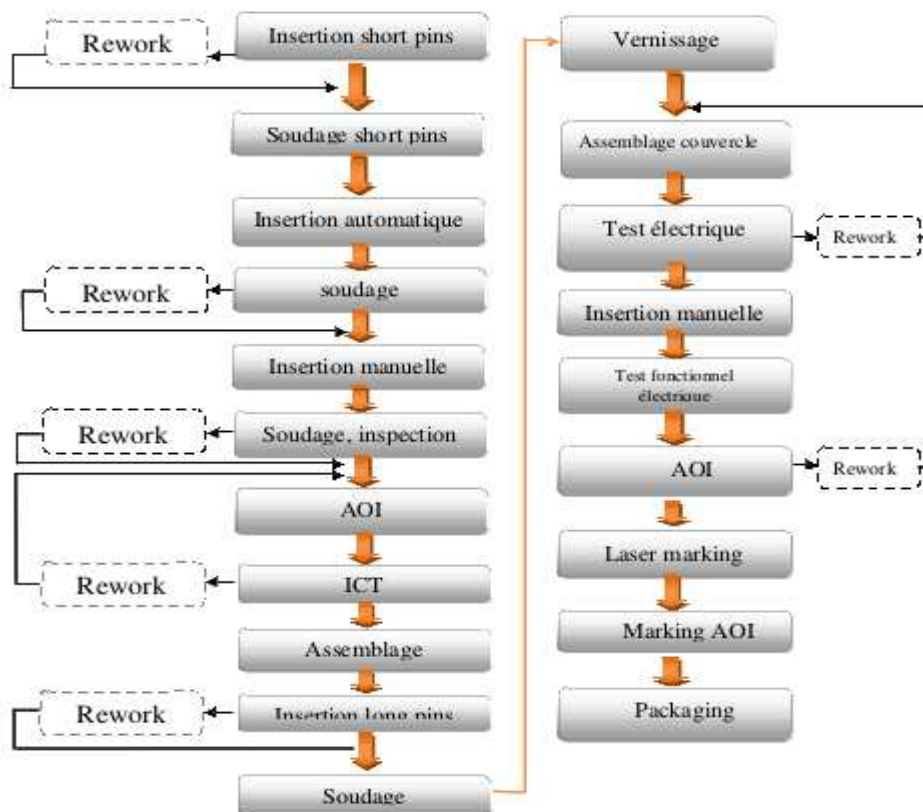 Rework
Insertion short pins
Soudage short pins
Insertion automatique
Rework
soudage
Insertion manuelle
Rework
Soudage, inspection
AOI
Rework
ICT
Assemblage
Rework
Insertion long pins
Soudage
Vernissage
Assemblage couvercle
Test électrique
Rework
Insertion manuelle
Test fonctionnel
électrique
AOI
Rework
Laser marking
Marking AOI
Packaging